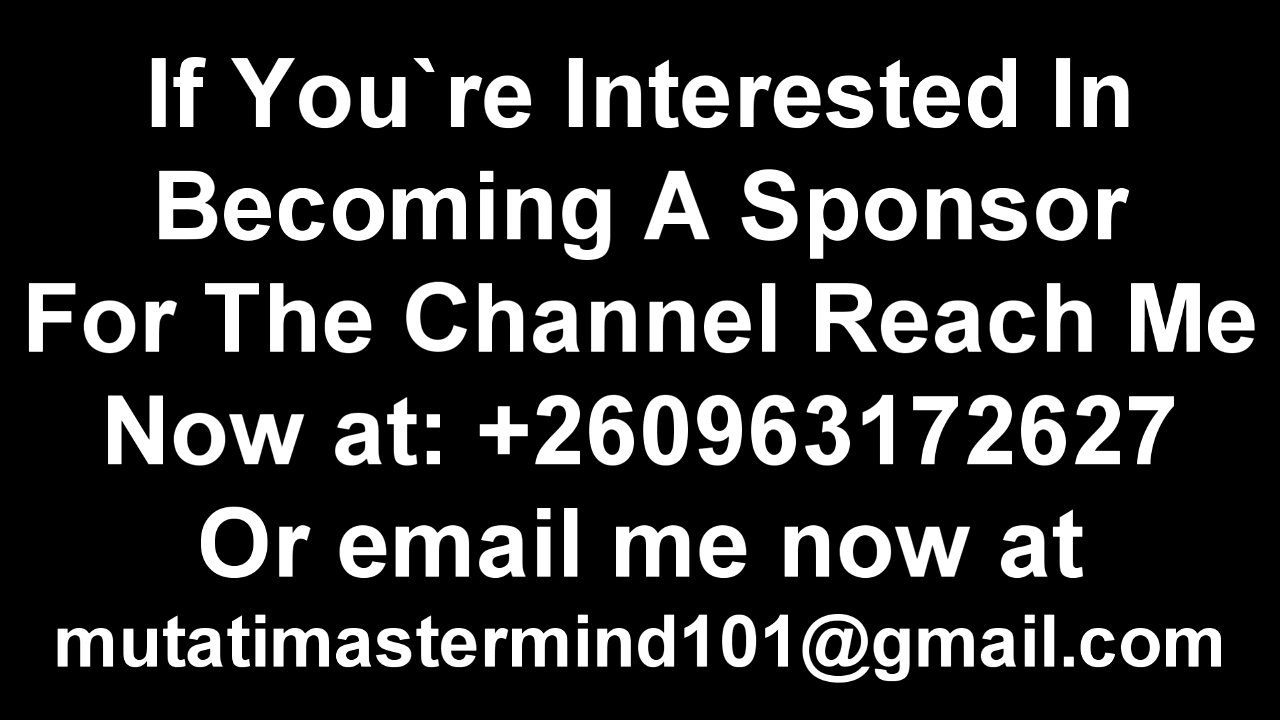 If You`re Interested In
Becoming A Sponsor
For The Channel Reach Me
Now at: +260963172627
Or email me now at
mutatimastermind101@gmail.com